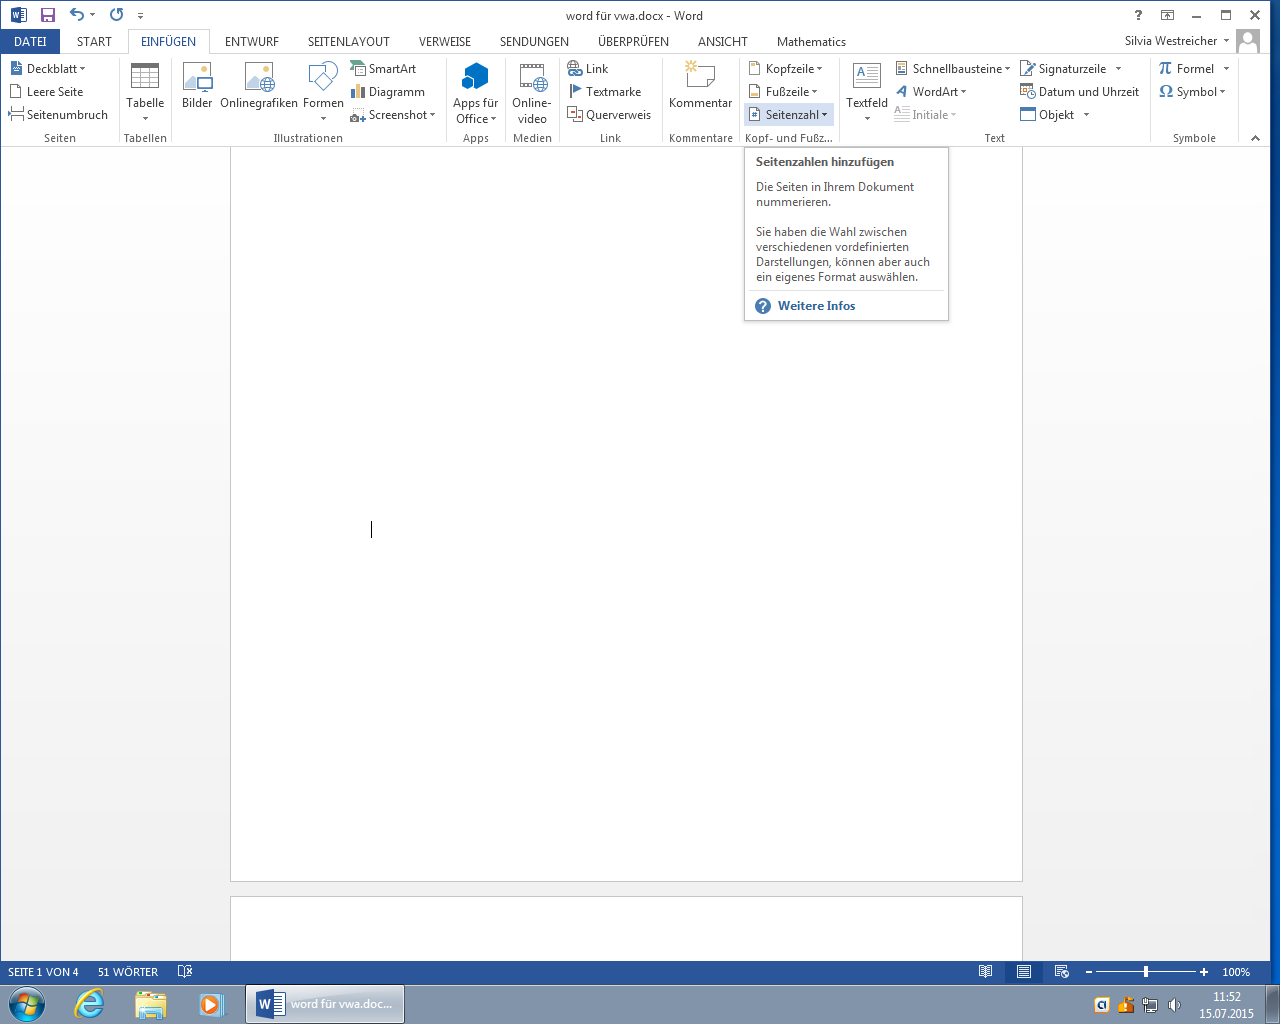 word für vwa.docx - Word
DATEI START EINFÜGEN ENTWURF SEITENLAYOUT VERWEISE SENDUNGEN ÜBERPRÜFEN ANSICHT Mathematics Silvia Westreicher
Deckblatt
Leere Seite
Seitenumbruch
Seiten
Tabelle
Tabellen
Bilder
Onlinegrafiken
Formen
SmartArt
Diagramm
Screenshot
Illustrationen
Apps für
Office
Apps
Online-
video
Medien
Link
Textmarke
Querverweis
Link
Kommentar
Kommentare
Kopfzeile
Fußzeile
Seitenzahl
Kopf- und Fußz...
Textfeld
Schnellbausteine
WordArt
Initiale
Signaturzeile
Datum und Uhrzeit
Objekt
Text
Formel
Symbol
Symbole
Seitenzahlen hinzufügen
Die Seiten in Ihrem Dokument
nummerieren.
Sie haben die Wahl zwischen
verschiedenen vordefinierten
Darstellungen, können aber auch
ein eigenes Format auswählen.
Weitere Infos
SEITE 1 VON 4 51 WÖRTER 100%
word für vwa.doc...
11:52
15.07.2015